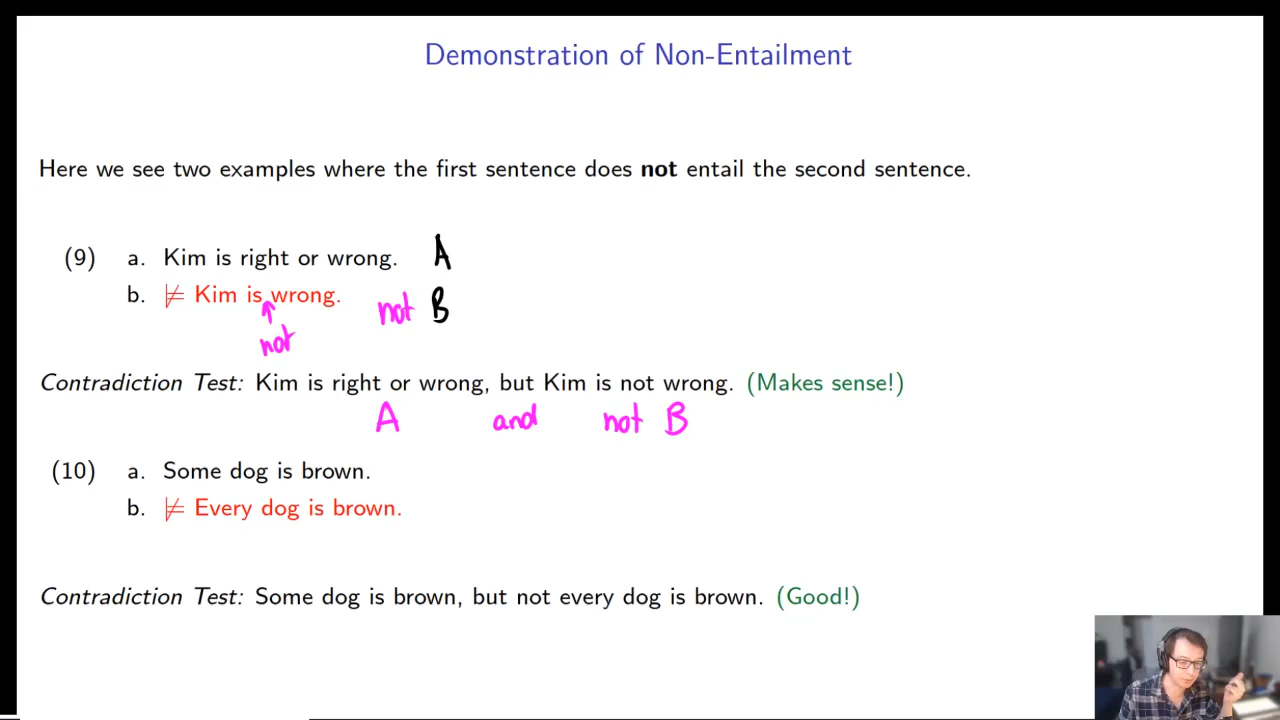 Demonstration of Non-Entailment
Here we see two examples where the first sentence does not entail the second sentence.
(9) a. Kim is right or wrong. A
b. ⊭ Kim is wrong. not B
not
Contradiction Test: Kim is right or wrong, but Kim is not wrong. (Makes sense!)
A and not B
(10) a. Some dog is brown.
b. ⊭ Every dog is brown.
Contradiction Test: Some dog is brown, but not every dog is brown. (Good!)